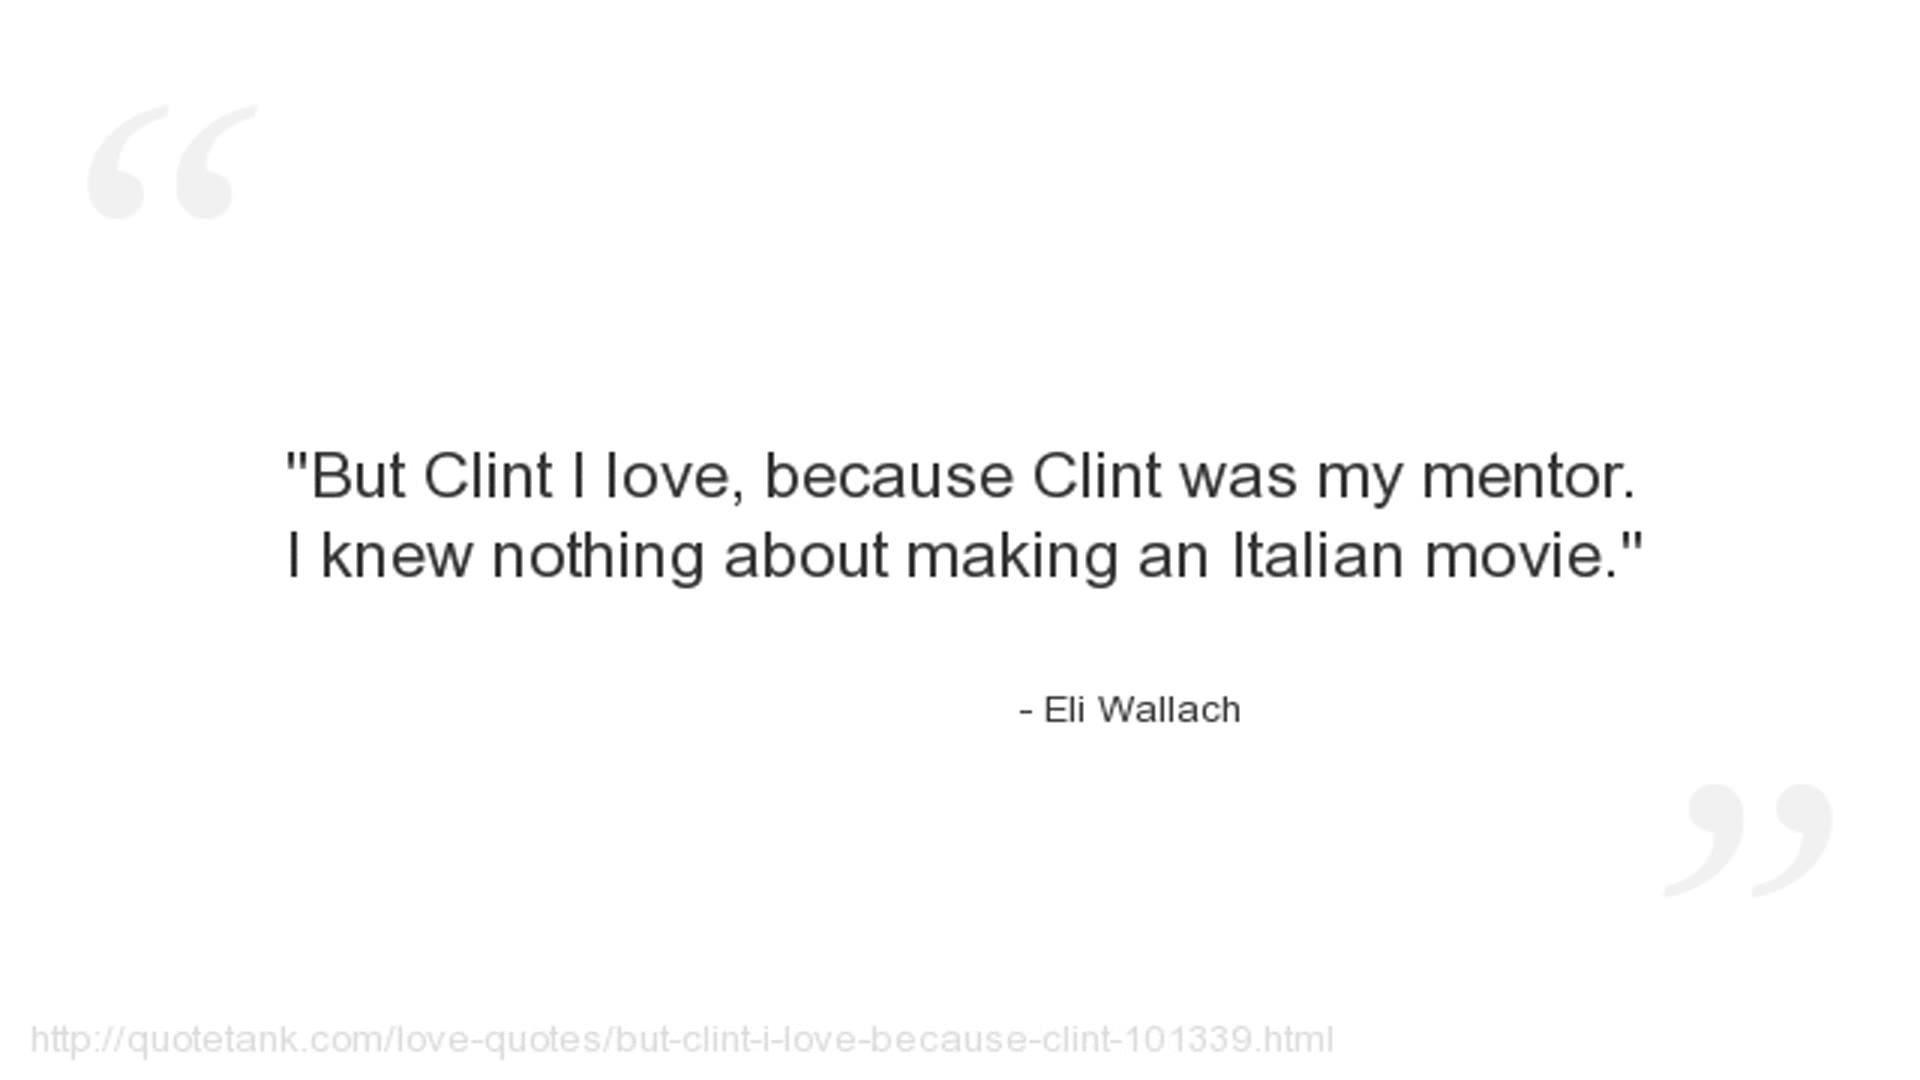 "But Clint I love, because Clint was my mentor.
I knew nothing about making an Italian movie."
- Eli Wallach
http://quotetank.com/love-quotes/but-clint-i-love-because-clint-101339.html